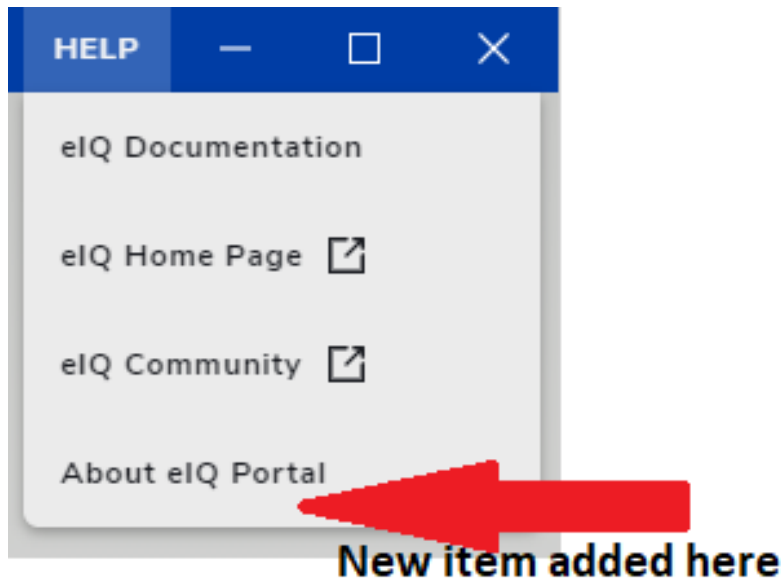 HELP
eIQ Documentation
eIQ Home Page
eIQ Community
About eIQ Portal
New item added here